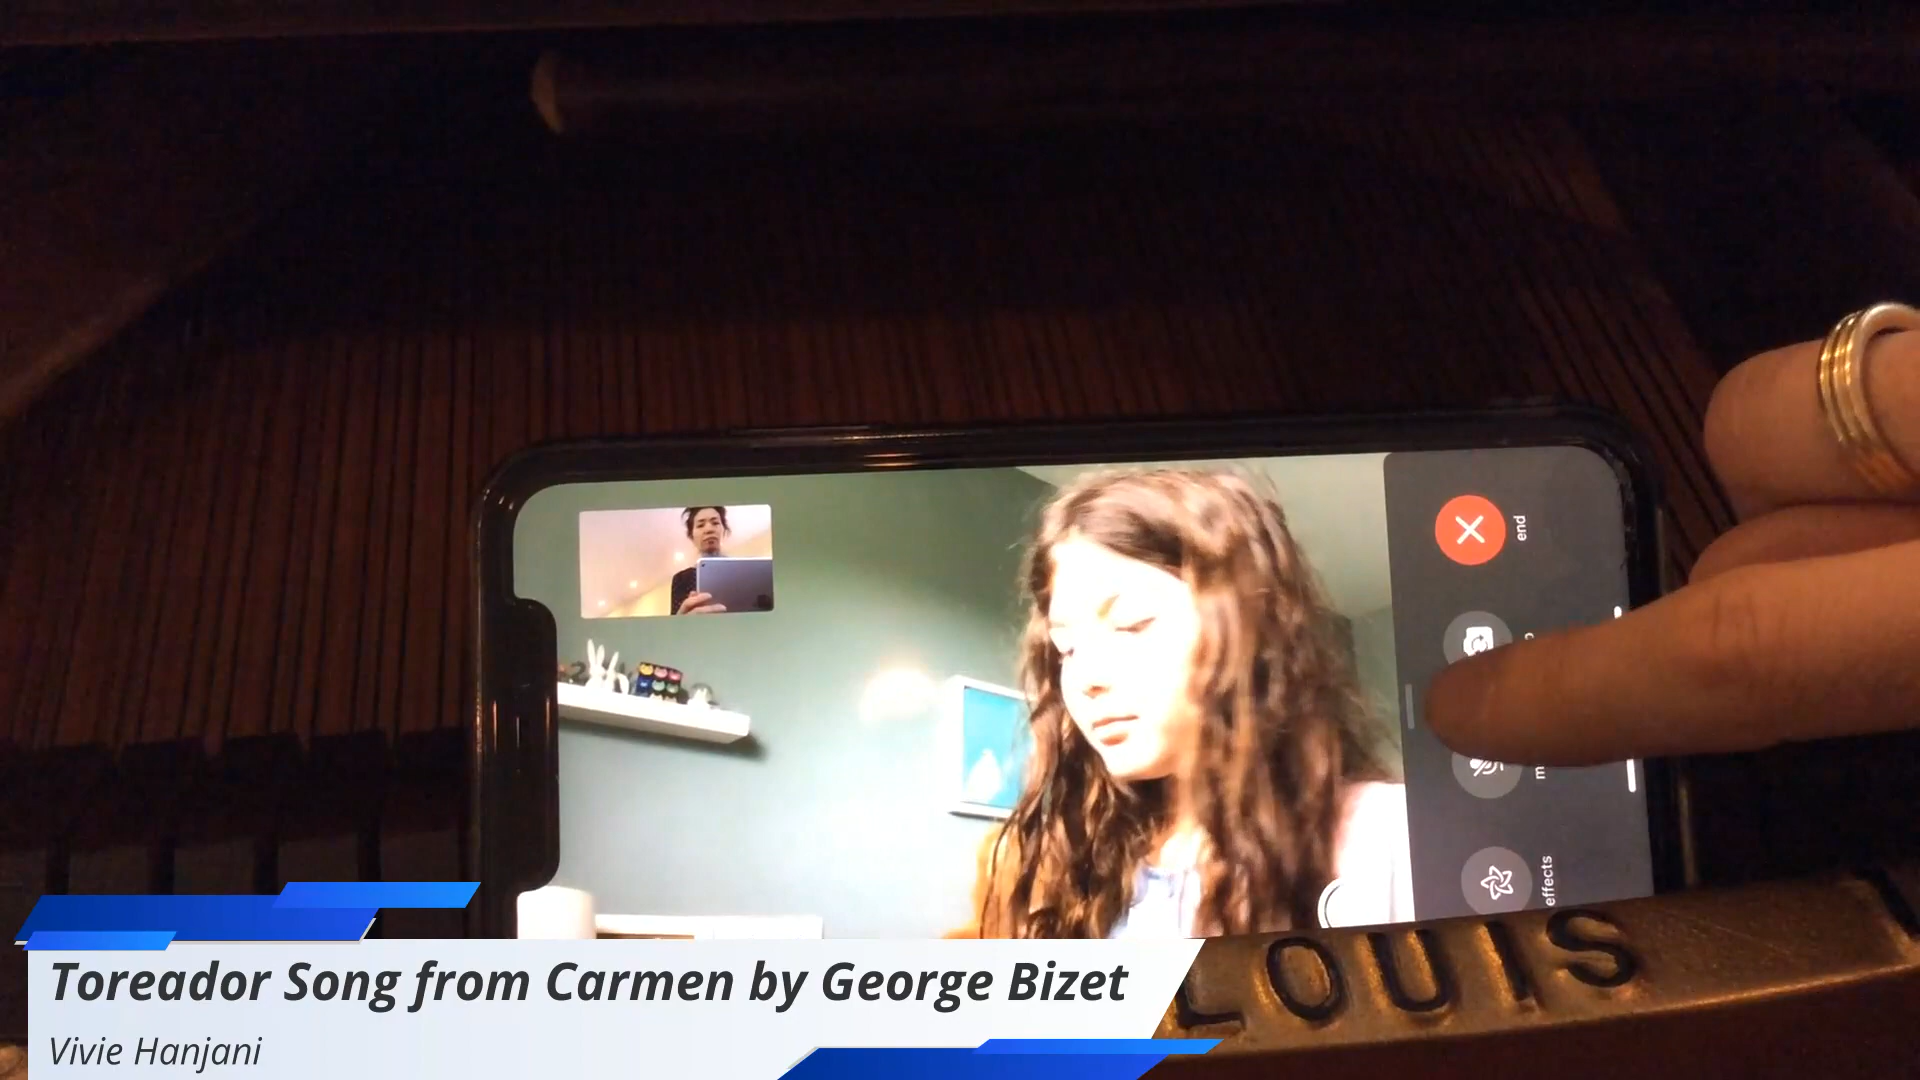 end
effects
LOUIS
Toreador Song from Carmen by George Bizet
Vivie Hanjani